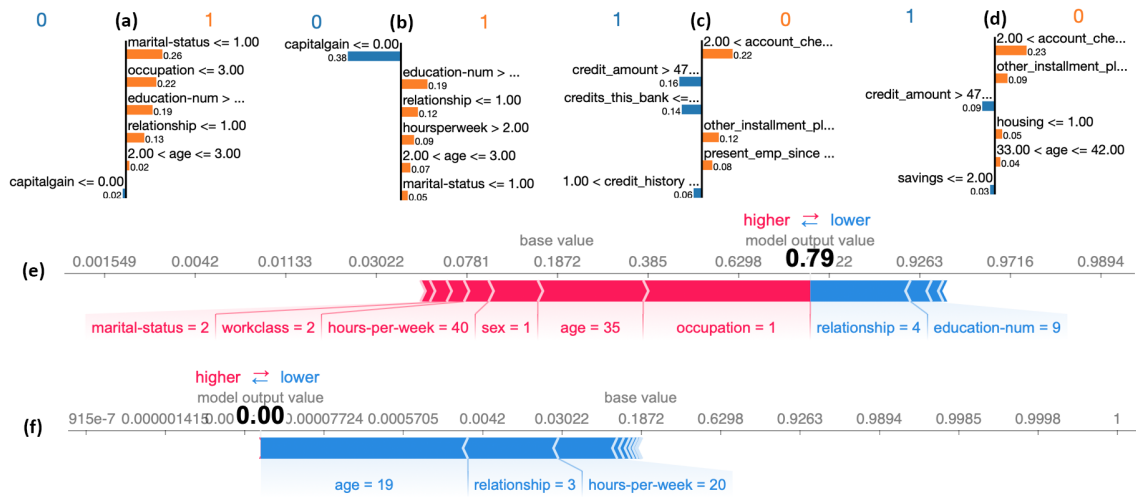 0 (a) 1
marital-status <= 1.00
0.26
occupation <= 3.00
0.22
education-num > ...
0.19
relationship <= 1.00
0.13
2.00 < age <= 3.00
0.02
capitalgain <= 0.00
0.02
0 (b) 1
capitalgain <= 0.00
0.38
education-num > ...
0.19
relationship <= 1.00
0.12
hoursperweek > 2.00
0.09
2.00 < age <= 3.00
0.07
marital-status <= 1.00
0.05
1 (c) 0
2.00 < account_che...
0.22
credit_amount > 47...
0.16
credits_this_bank <=...
0.14
other_installment_pl...
0.12
present_emp_since ...
0.08
1.00 < credit_history ...
0.06
1 (d) 0
2.00 < account_che...
0.23
other_installment_pl...
0.09
credit_amount > 47...
0.09
housing <= 1.00
0.05
33.00 < age <= 42.00
0.04
savings <= 2.00
0.03
(e)
higher ⇄ lower
base value model output value
0.001549 0.0042 0.01133 0.03022 0.0781 0.1872 0.385 0.6298 0.79 22 0.9263 0.9716 0.9894
marital-status = 2 workclass = 2 hours-per-week = 40 sex = 1 age = 35 occupation = 1 relationship = 4 education-num = 9
(f)
higher ⇄ lower
model output value base value
915e-7 0.000001415 0.00 0.00 0.00007724 0.0005705 0.0042 0.03022 0.1872 0.6298 0.9263 0.9894 0.9985 0.9998 1
age = 19 relationship = 3 hours-per-week = 20